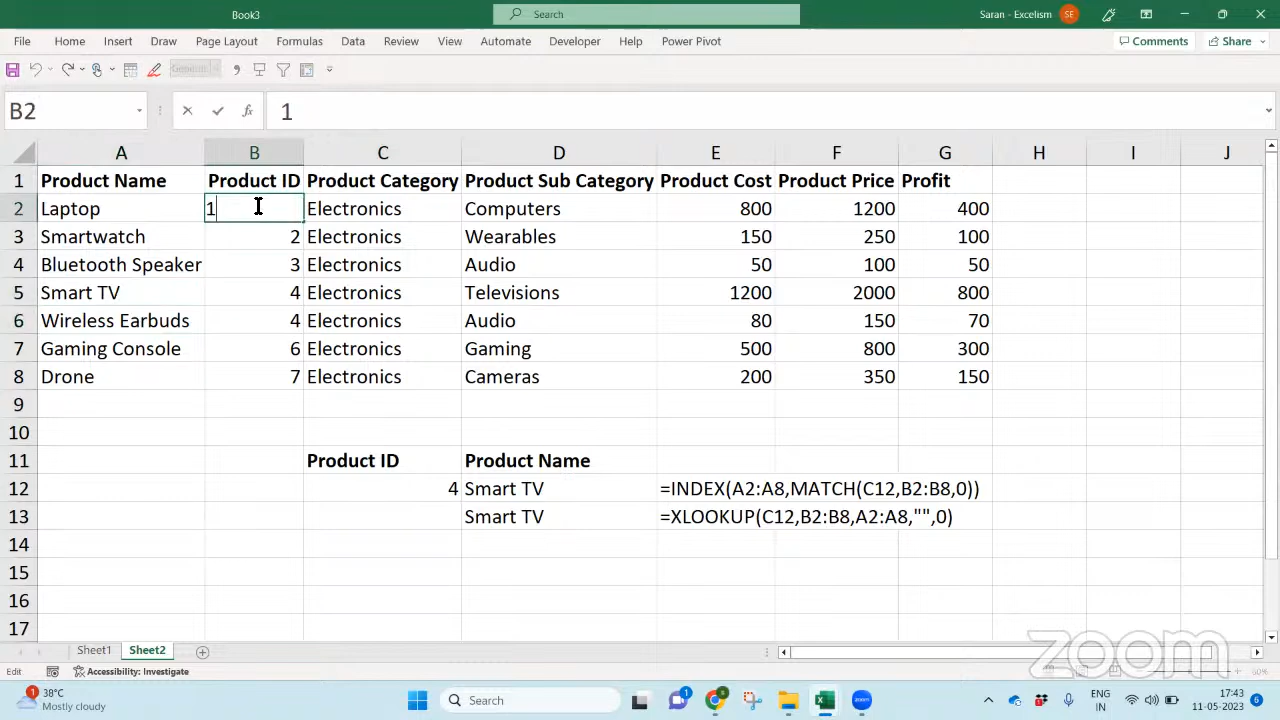 Book3 Search Saran - Excelism SE
File Home Insert Draw Page Layout Formulas Data Review View Automate Developer Help Power Pivot Comments Share
B2 fx 1
A B C D E F G H I J
1 Product Name Product ID Product Category Product Sub Category Product Cost Product Price Profit
2 Laptop 1 Electronics Computers 800 1200 400
3 Smartwatch 2 Electronics Wearables 150 250 100
4 Bluetooth Speaker 3 Electronics Audio 50 100 50
5 Smart TV 4 Electronics Televisions 1200 2000 800
6 Wireless Earbuds 4 Electronics Audio 80 150 70
7 Gaming Console 6 Electronics Gaming 500 800 300
8 Drone 7 Electronics Cameras 200 350 150
9
10
11 Product ID Product Name
12 4 Smart TV =INDEX(A2:A8,MATCH(C12,B2:B8,0))
13 Smart TV =XLOOKUP(C12,B2:B8,A2:A8,"",0)
14
15
16
17
zoom
Sheet1 Sheet2
Edit Accessibility: Investigate 60%
1 38°C Search 1 ENG 17:43
Mostly cloudy IN 11-05-2023 6